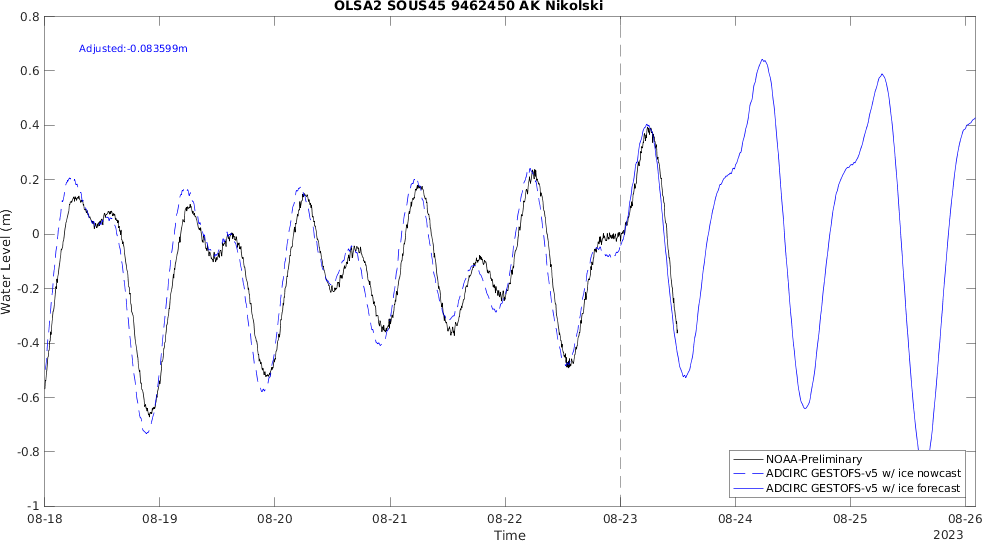 OLSA2 SOUS45 9462450 AK Nikolski
Adjusted:-0.083599m
0.8
0.6
0.4
0.2
0
-0.2
-0.4
-0.6
-0.8
-1
Water Level (m)
NOAA-Preliminary
ADCIRC GESTOFS-v5 w/ ice nowcast
ADCIRC GESTOFS-v5 w/ ice forecast
08-18 08-19 08-20 08-21 08-22 08-23 08-24 08-25 08-26
Time
2023